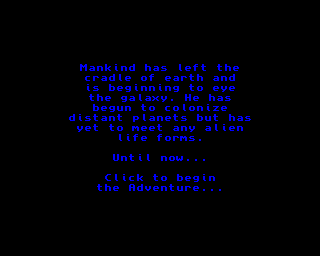 Mankind has left the
cradle of earth and
is beginning to eye
the galaxy. He has
begun to colonize
distant planets but has
yet to meet any alien
life forms.
Until now...
Click to begin
the Adventure...